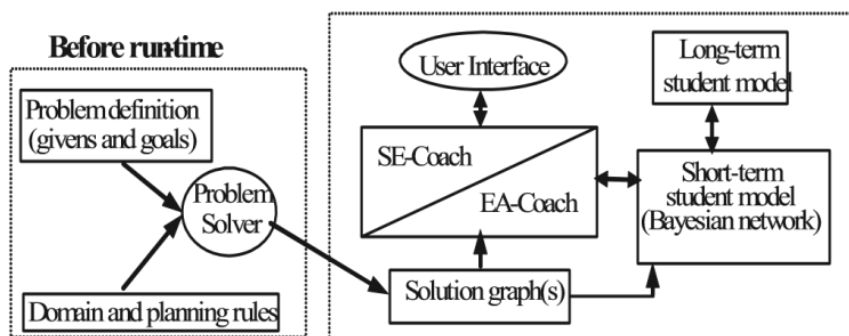 Before run-time
Problem definition
(givens and goals)
Problem
Solver
Domain and planning rules
User Interface
SE-Coach
EA-Coach
Solution graph(s)
Long-term
student model
Short-term
student model
(Bayesian network)